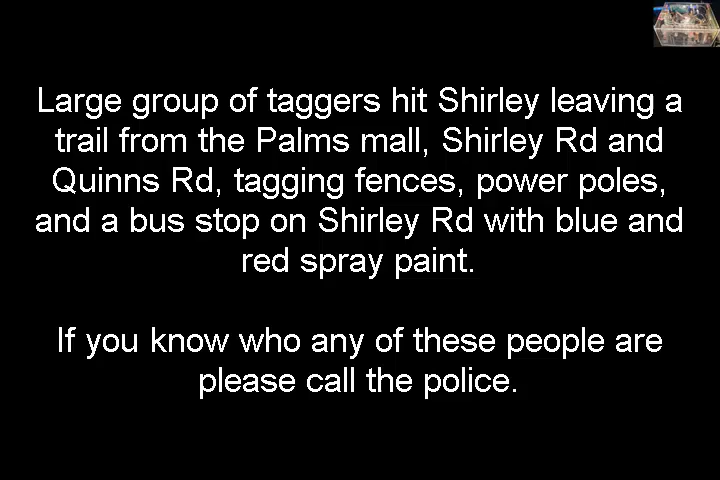 Large group of taggers hit Shirley leaving a
trail from the Palms mall, Shirley Rd and
Quinns Rd, tagging fences, power poles,
and a bus stop on Shirley Rd with blue and
red spray paint.
If you know who any of these people are
please call the police.